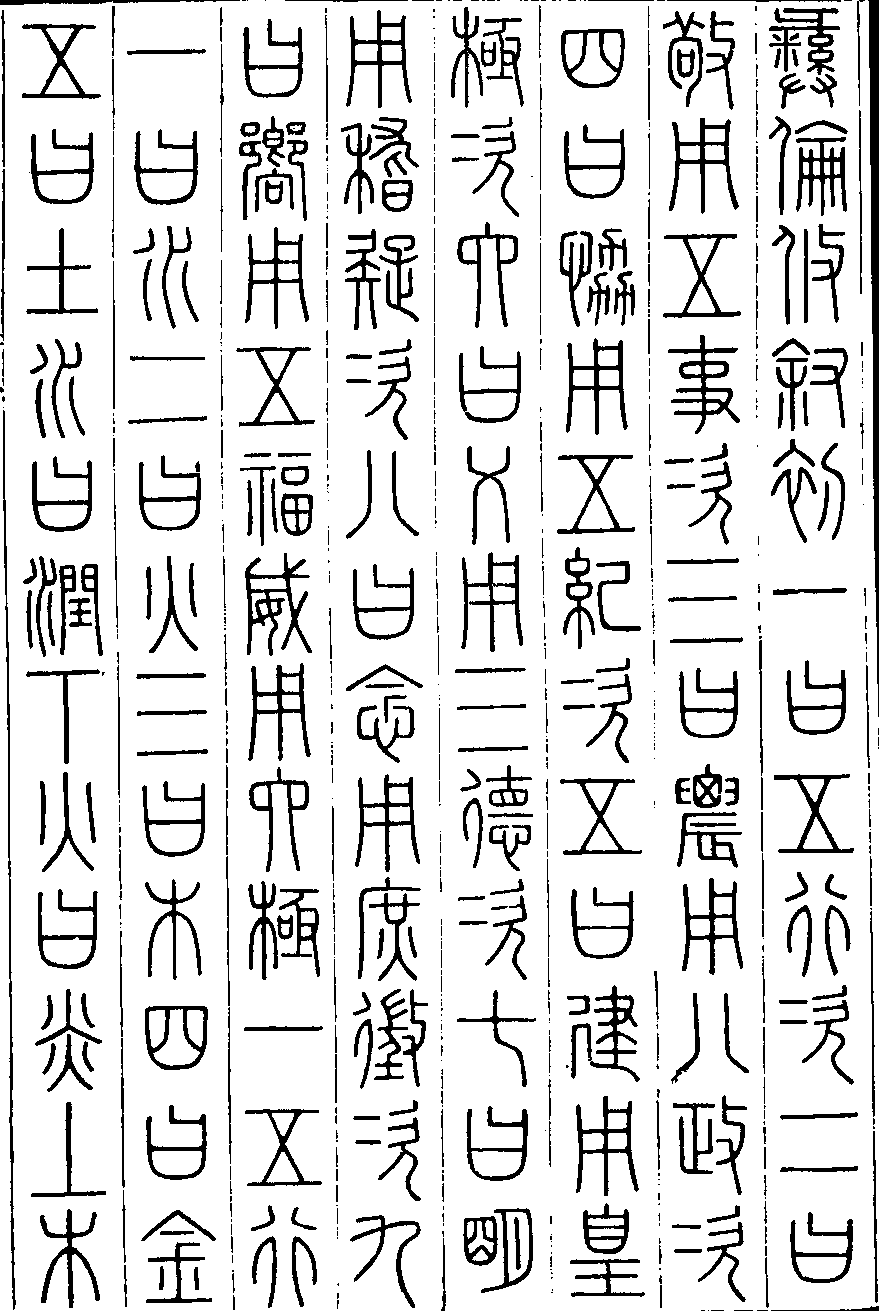 彝倫攸敘初一曰五行次二曰
敬用五事次三曰農用八政次
四曰協用五紀次五曰建用皇
極次六曰乂用三德次七曰明
用稽疑次八曰念用庶徵次九
曰嚮用五福威用六極一五行
一曰水二曰火三曰木四曰金
五曰土水曰潤下火曰炎上木